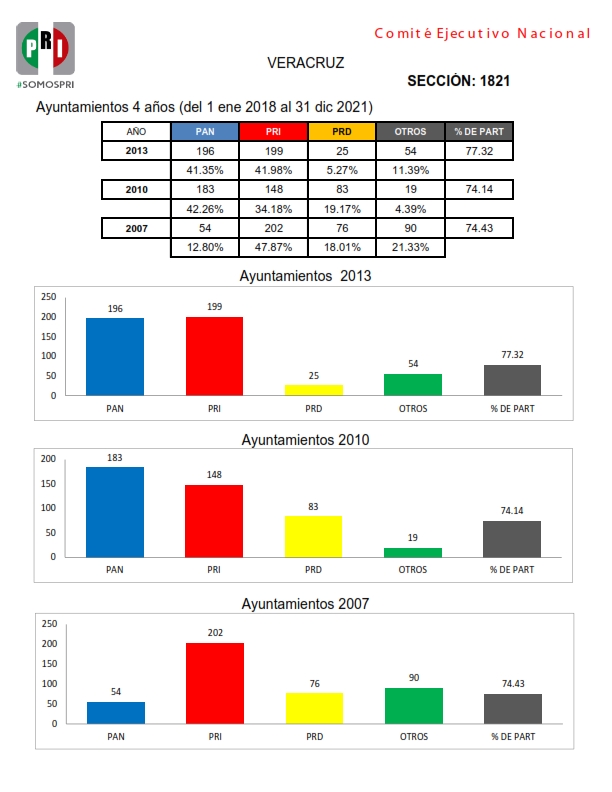 Comité Ejecutivo Nacional
PRI
#SOMOSPRI
VERACRUZ
SECCIÓN: 1821
Ayuntamientos 4 años (del 1 ene 2018 al 31 dic 2021)
AÑO PAN PRI PRD OTROS % DE PART
2013 196 199 25 54 77.32
41.35% 41.98% 5.27% 11.39%
2010 183 148 83 19 74.14
42.26% 34.18% 19.17% 4.39%
2007 54 202 76 90 74.43
12.80% 47.87% 18.01% 21.33%
Ayuntamientos 2013
250
200
150
100
50
0
196 199 25 54 77.32
PAN PRI PRD OTROS % DE PART
Ayuntamientos 2010
200
150
100
50
0
183 148 83 19 74.14
PAN PRI PRD OTROS % DE PART
Ayuntamientos 2007
250
200
150
100
50
0
54 202 76 90 74.43
PAN PRI PRD OTROS % DE PART